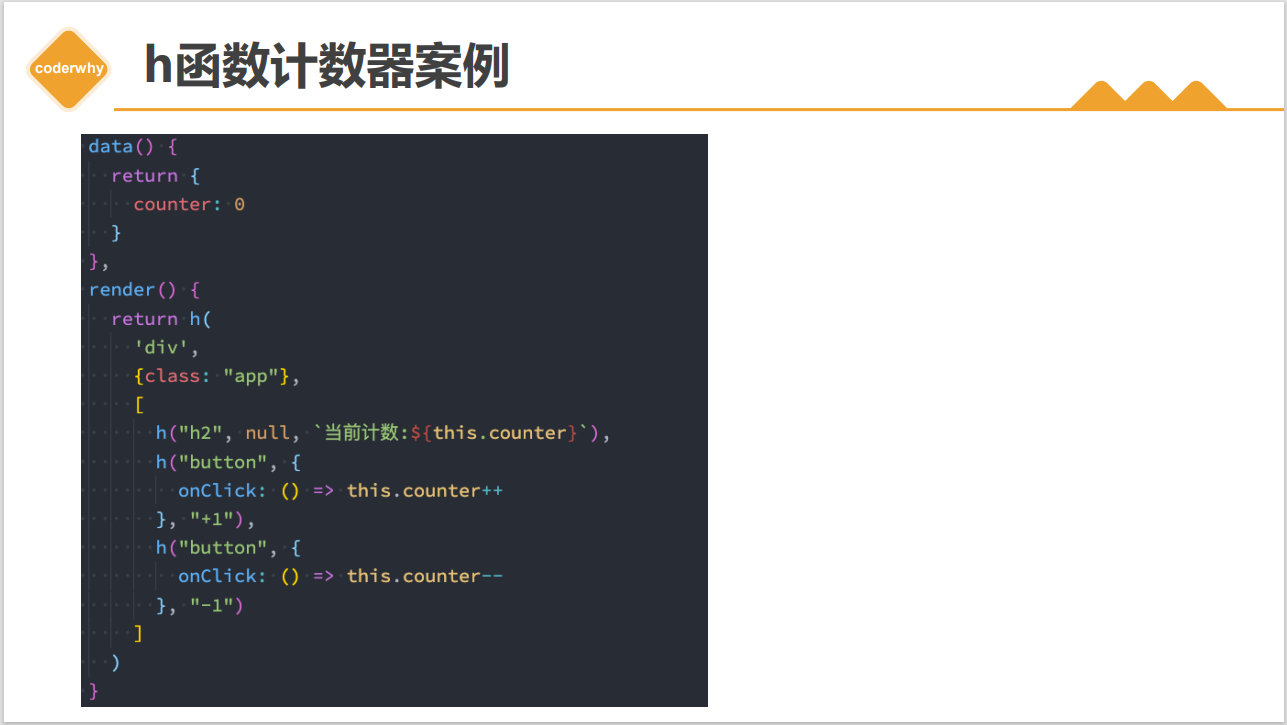 coderwhy
h函数计数器案例
data() {
  return {
    counter: 0
  }
},
render() {
  return h(
    'div',
    {class: "app"},
    [
      h("h2", null, `当前计数:${this.counter}`),
      h("button", {
        onClick: () => this.counter++
      }, "+1"),
      h("button", {
        onClick: () => this.counter--
      }, "-1")
    ]
  )
}